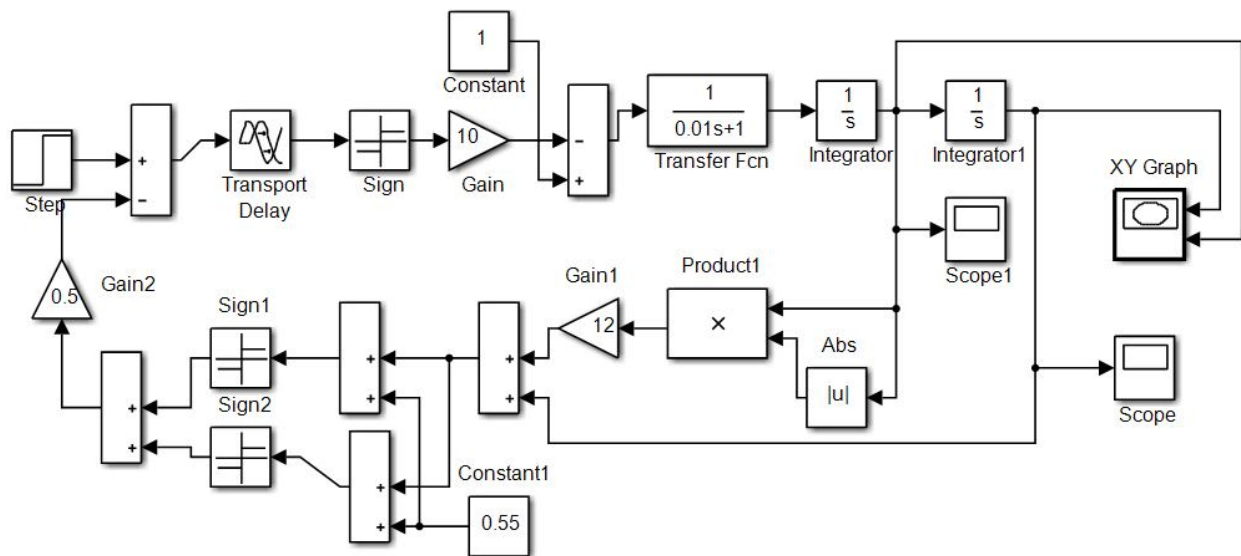 1
Constant
+
−
Step
Transport
Delay
Sign
10
Gain
−
+
1
0.01s+1
Transfer Fcn
1
s
Integrator
1
s
Integrator1
XY Graph
Scope1
0.5
Gain2
Sign1
Sign2
+
+
+
+
+
+
Constant1
0.55
+
+
Gain1
12
Product1
×
Abs
|u|
Scope